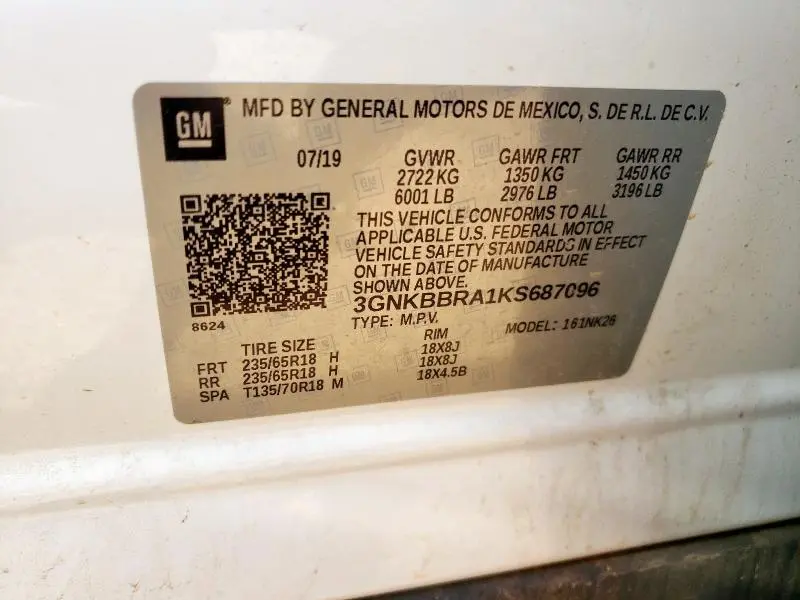 GM® MFD BY GENERAL MOTORS DE MEXICO, S. DE R.L. DE C.V.
07/19 GVWR GAWR FRT GAWR RR
2722 KG 1350 KG 1450 KG
6001 LB 2976 LB 3196 LB
THIS VEHICLE CONFORMS TO ALL
APPLICABLE U.S. FEDERAL MOTOR
VEHICLE SAFETY STANDARDS IN EFFECT
ON THE DATE OF MANUFACTURE
SHOWN ABOVE.
3GNKBBRA1KS687096
8624
TYPE: M.P.V. MODEL: 161NK26
TIRE SIZE RIM
FRT 235/65R18 H 18X8J
RR 235/65R18 H 18X8J
SPA T135/70R18 M 18X4.5B